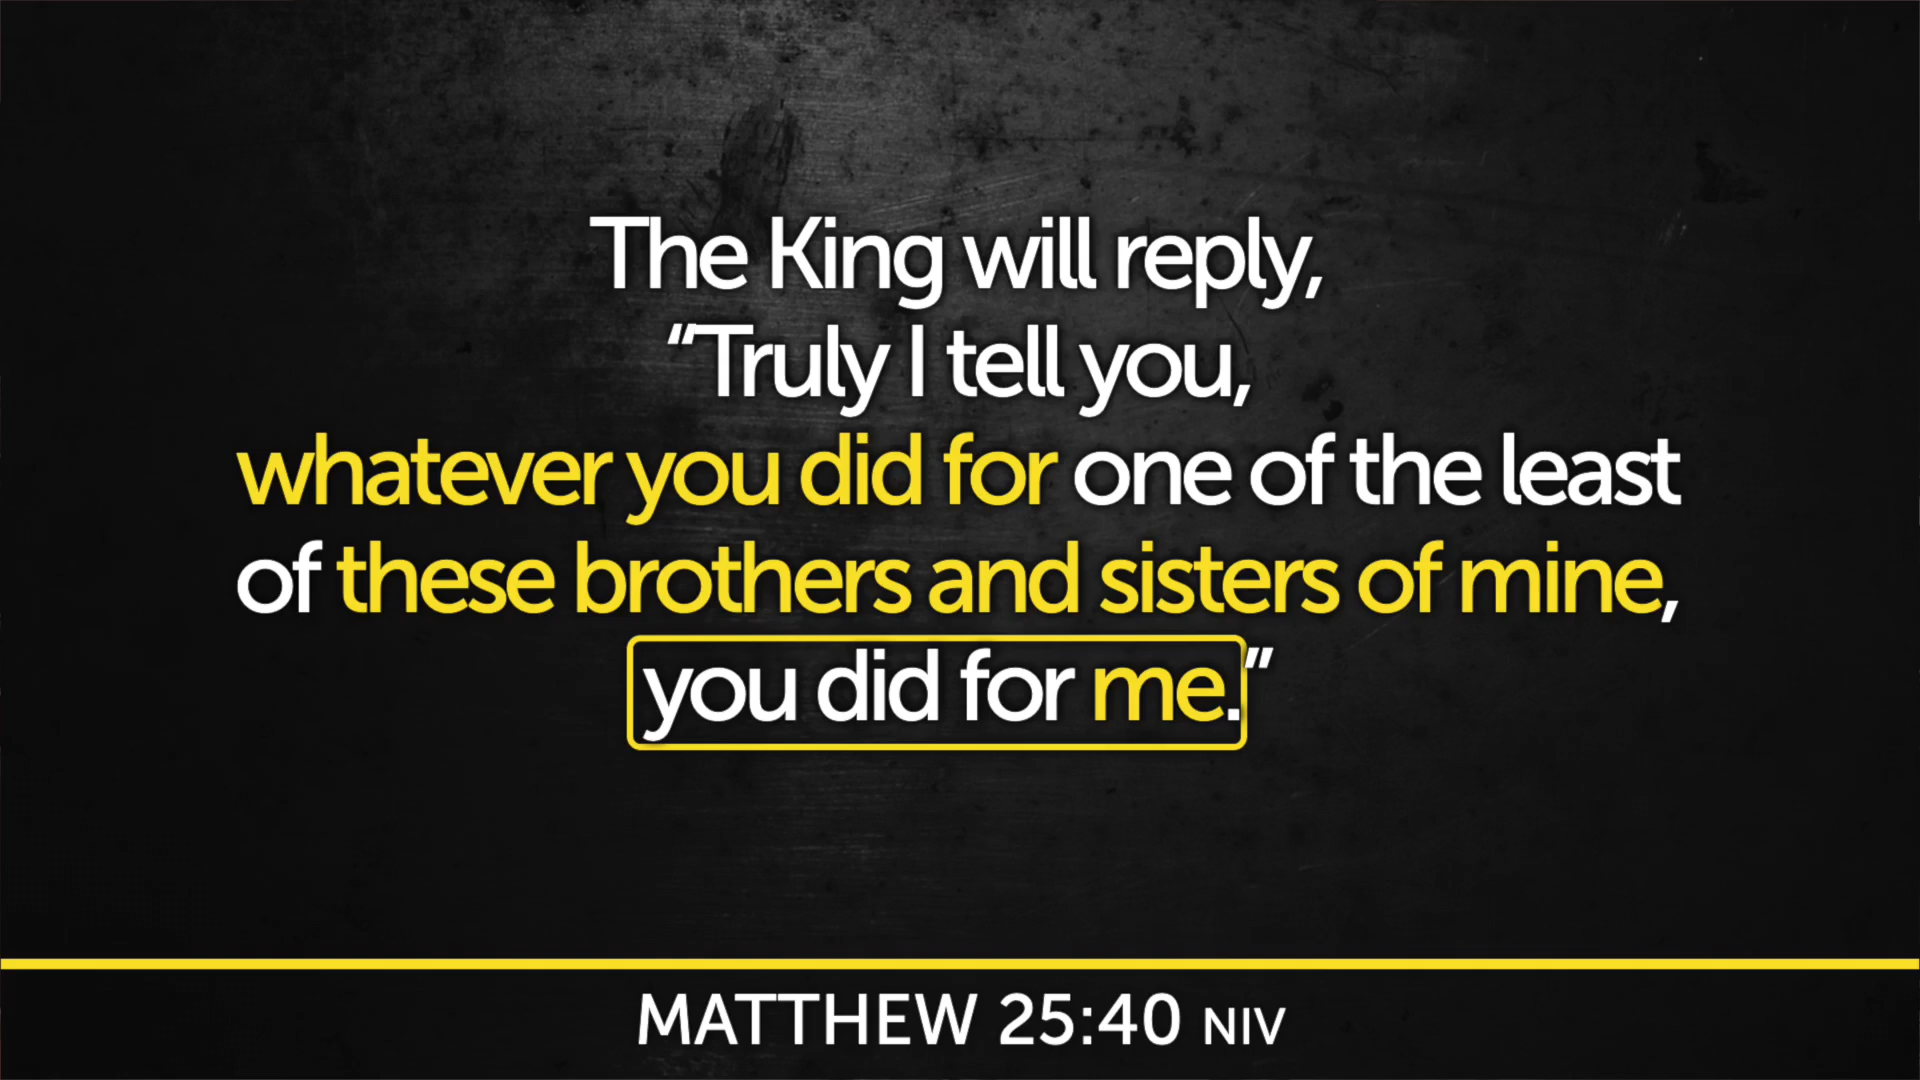 The King will reply,
“Truly I tell you,
whatever you did for one of the least
of these brothers and sisters of mine,
you did for me.”
MATTHEW 25:40 NIV